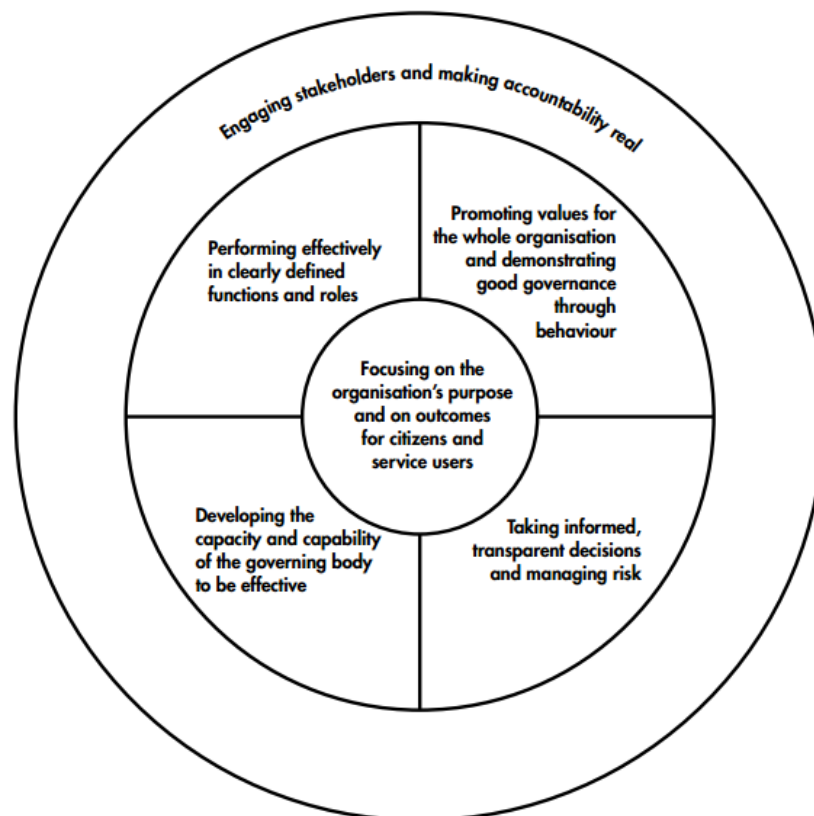 Engaging stakeholders and making accountability real
Performing effectively
in clearly defined
functions and roles
Promoting values for
the whole organisation
and demonstrating
good governance
through
behaviour
Focusing on the
organisation's purpose
and on outcomes
for citizens and
service users
Developing the
capacity and capability
of the governing body
to be effective
Taking informed,
transparent decisions
and managing risk